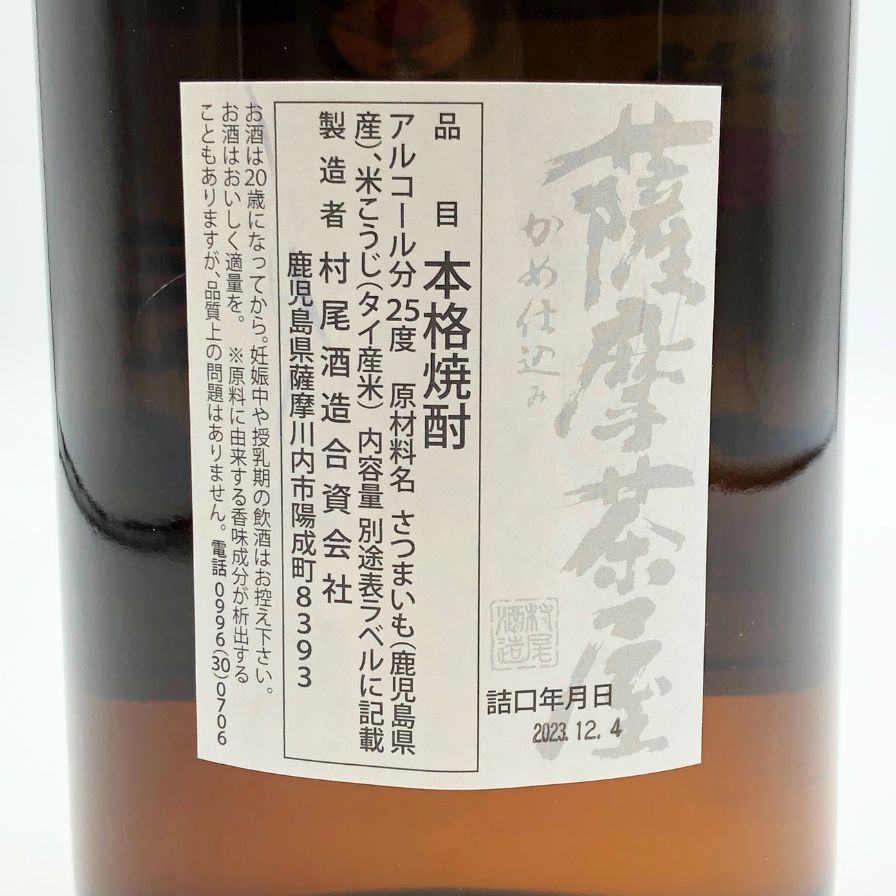 薩摩茶屋
かめ仕込み
村尾酒造
詰口年月日
2023.12.4
品目 本格焼酎
アルコール分 25度 原材料名 さつまいも(鹿児島県
産)、米こうじ(タイ産米) 内容量 別途表ラベルに記載
製造者 村尾酒造合資会社
鹿児島県薩摩川内市陽成町8393
お酒は20歳になってから。妊娠中や授乳期の飲酒はお控え下さい。
お酒はおいしく適量を。 ※原料に由来する香味成分が析出する
こともありますが、品質上の問題はありません。電話0996(30)0706